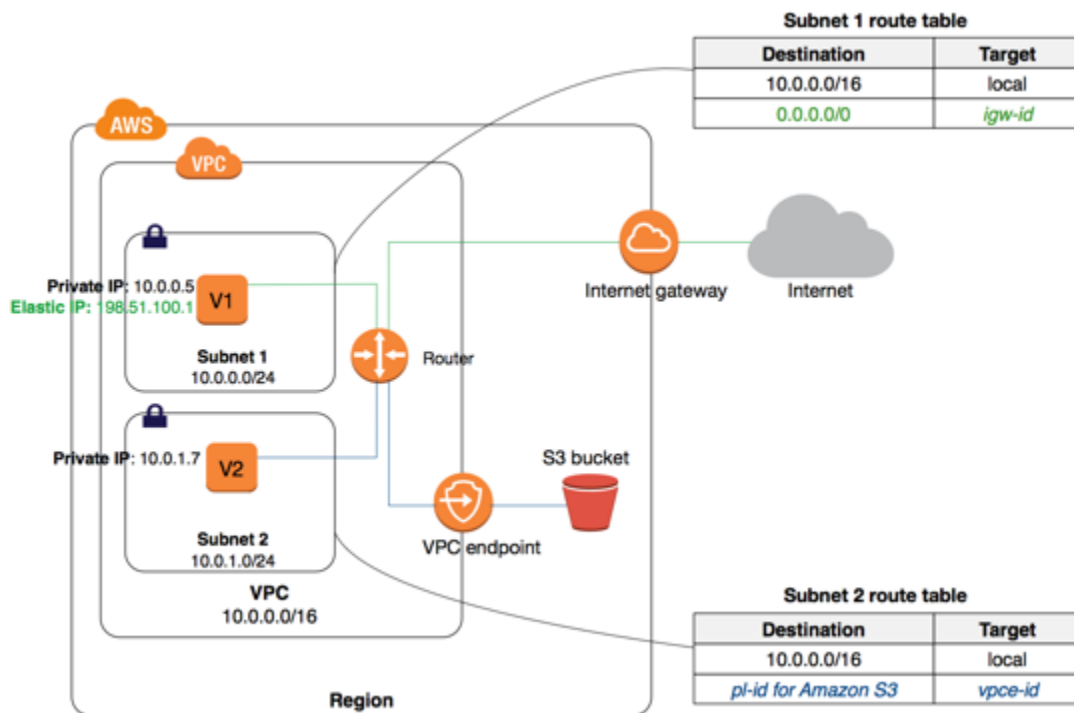 Subnet 1 route table
Destination Target
10.0.0.0/16 local
0.0.0.0/0 igw-id
AWS
VPC
Private IP: 10.0.0.5
Elastic IP: 198.51.100.1
V1
Subnet 1
10.0.0.0/24
Router
Internet gateway
Internet
Private IP: 10.0.1.7
V2
Subnet 2
10.0.1.0/24
S3 bucket
VPC endpoint
VPC
10.0.0.0/16
Region
Subnet 2 route table
Destination Target
10.0.0.0/16 local
pl-id for Amazon S3 vpce-id